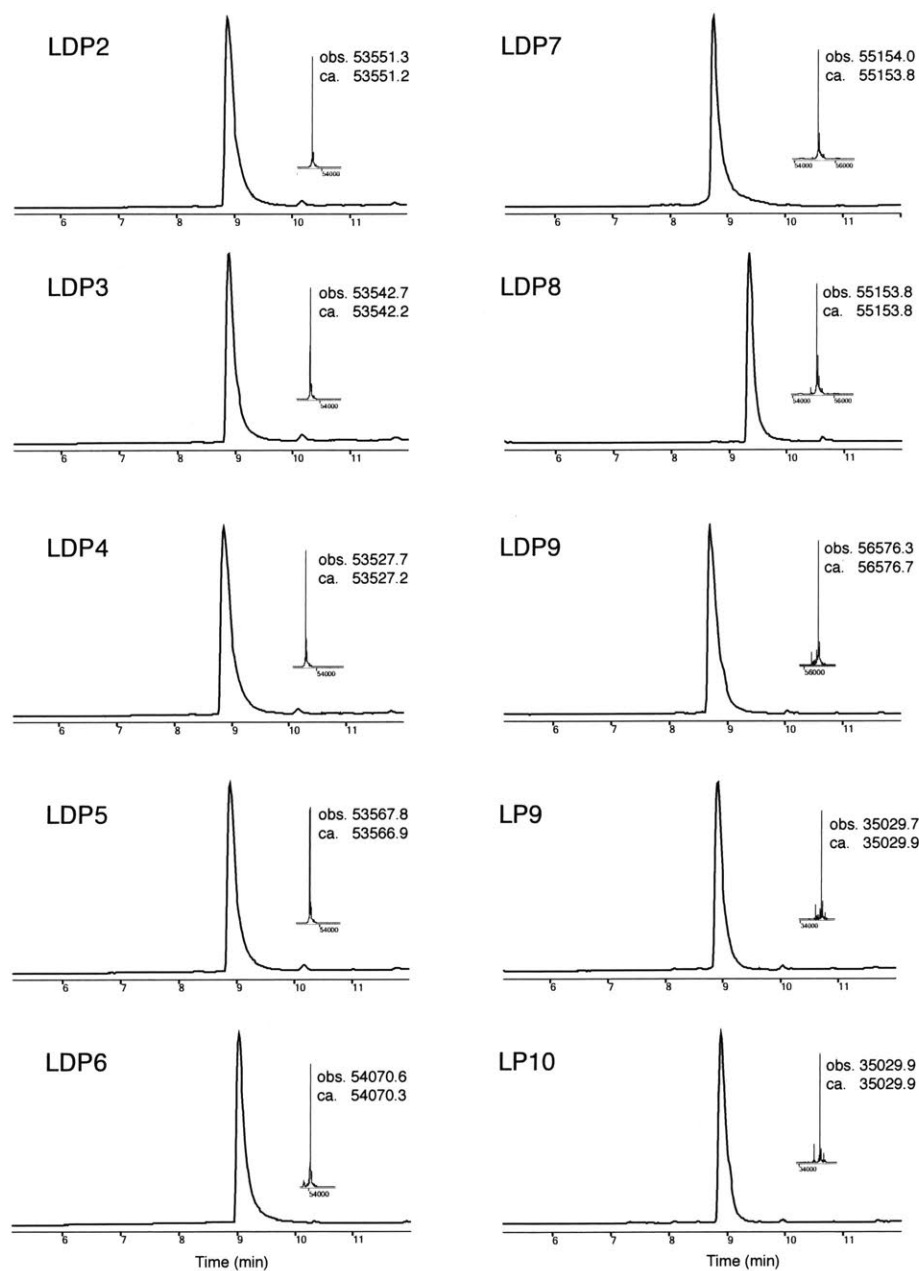 LDP2
obs. 53551.3
ca. 53551.2
54000
6 7 8 9 10 11
LDP3
obs. 53542.7
ca. 53542.2
54000
6 7 8 9 10 11
LDP4
obs. 53527.7
ca. 53527.2
54000
6 7 8 9 10 11
LDP5
obs. 53567.8
ca. 53566.9
54000
6 7 8 9 10 11
LDP6
obs. 54070.6
ca. 54070.3
54000
6 7 8 9 10 11
Time (min)
LDP7
obs. 55154.0
ca. 55153.8
54000 56000
6 7 8 9 10 11
LDP8
obs. 55153.8
ca. 55153.8
54000 56000
6 7 8 9 10 11
LDP9
obs. 56576.3
ca. 56576.7
56000
6 7 8 9 10 11
LP9
obs. 35029.7
ca. 35029.9
34000
6 7 8 9 10 11
LP10
obs. 35029.9
ca. 35029.9
34000
6 7 8 9 10 11
Time (min)